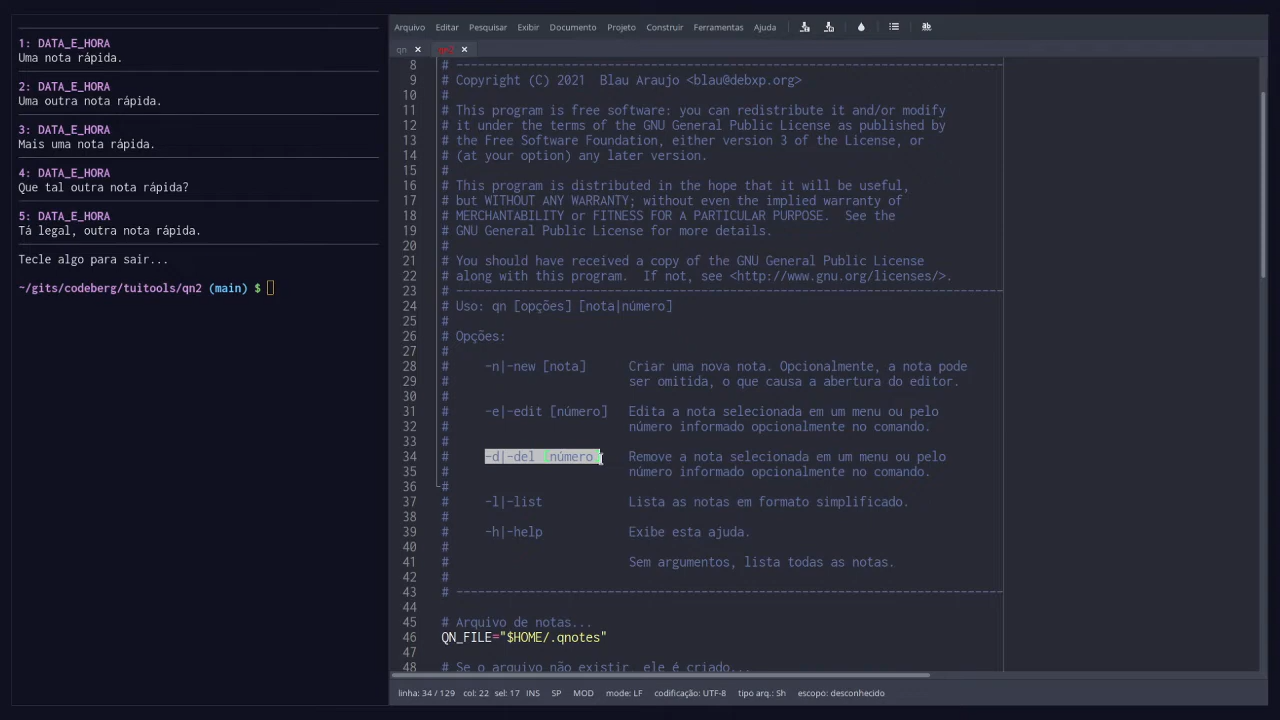 1: DATA_E_HORA
Uma nota rápida.
2: DATA_E_HORA
Uma outra nota rápida.
3: DATA_E_HORA
Mais uma nota rápida.
4: DATA_E_HORA
Que tal outra nota rápida?
5: DATA_E_HORA
Tá legal, outra nota rápida.
Tecle algo para sair...
~/gits/codeberg/tuitools/qn2 (main) $
Arquivo Editar Pesquisar Exibir Documento Projeto Construir Ferramentas Ajuda
qn qn2
8 # ----------------------------------------------------------------------------
9 # Copyright (C) 2021  Blau Araujo <blau@debxp.org>
10 #
11 # This program is free software: you can redistribute it and/or modify
12 # it under the terms of the GNU General Public License as published by
13 # the Free Software Foundation, either version 3 of the License, or
14 # (at your option) any later version.
15 #
16 # This program is distributed in the hope that it will be useful,
17 # but WITHOUT ANY WARRANTY; without even the implied warranty of
18 # MERCHANTABILITY or FITNESS FOR A PARTICULAR PURPOSE.  See the
19 # GNU General Public License for more details.
20 #
21 # You should have received a copy of the GNU General Public License
22 # along with this program.  If not, see <http://www.gnu.org/licenses/>.
23 # ----------------------------------------------------------------------------
24 # Uso: qn [opções] [nota|número]
25 #
26 # Opções:
27 #
28 #     -n|-new [nota]      Criar uma nova nota. Opcionalmente, a nota pode
29 #                         ser omitida, o que causa a abertura do editor.
30 #
31 #     -e|-edit [número]   Edita a nota selecionada em um menu ou pelo
32 #                         número informado opcionalmente no comando.
33 #
34 #     -d|-del [número]    Remove a nota selecionada em um menu ou pelo
35 #                         número informado opcionalmente no comando.
36 #
37 #     -l|-list            Lista as notas em formato simplificado.
38 #
39 #     -h|-help            Exibe esta ajuda.
40 #
41 #                         Sem argumentos, lista todas as notas.
42 #
43 # ----------------------------------------------------------------------------
44
45 # Arquivo de notas...
46 QN_FILE="$HOME/.qnotes"
47
48 # Se o arquivo não existir, ele é criado...
linha: 34 / 129 col: 22 sel: 17 INS SP MOD modo: LF codificação: UTF-8 tipo arq.: Sh escopo: desconhecido